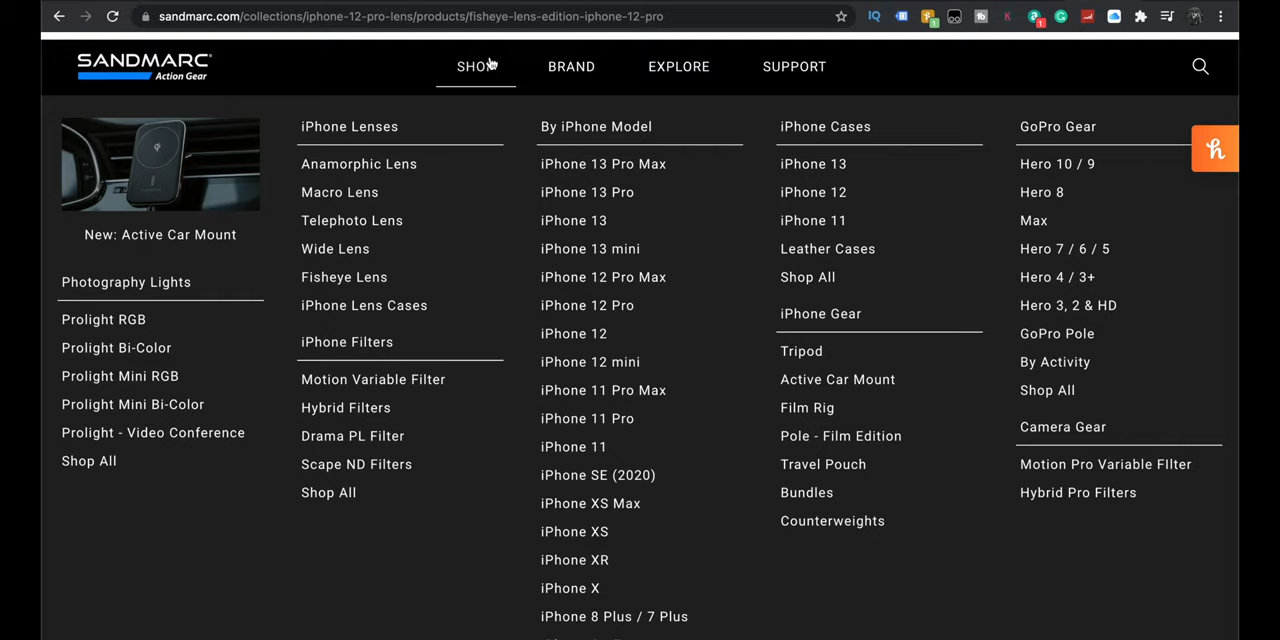 sandmarc.com/collections/iphone-12-pro-lens/products/fisheye-lens-edition-iphone-12-pro
SANDMARC
Action Gear
SHOP
BRAND
EXPLORE
SUPPORT
New: Active Car Mount
Photography Lights
Prolight RGB
Prolight Bi-Color
Prolight Mini RGB
Prolight Mini Bi-Color
Prolight - Video Conference
Shop All
iPhone Lenses
Anamorphic Lens
Macro Lens
Telephoto Lens
Wide Lens
Fisheye Lens
iPhone Lens Cases
iPhone Filters
Motion Variable Filter
Hybrid Filters
Drama PL Filter
Scape ND Filters
Shop All
By iPhone Model
iPhone 13 Pro Max
iPhone 13 Pro
iPhone 13
iPhone 13 mini
iPhone 12 Pro Max
iPhone 12 Pro
iPhone 12
iPhone 12 mini
iPhone 11 Pro Max
iPhone 11 Pro
iPhone 11
iPhone SE (2020)
iPhone XS Max
iPhone XS
iPhone XR
iPhone X
iPhone 8 Plus / 7 Plus
iPhone Cases
iPhone 13
iPhone 12
iPhone 11
Leather Cases
Shop All
iPhone Gear
Tripod
Active Car Mount
Film Rig
Pole - Film Edition
Travel Pouch
Bundles
Counterweights
GoPro Gear
Hero 10 / 9
Hero 8
Max
Hero 7 / 6 / 5
Hero 4 / 3+
Hero 3, 2 & HD
GoPro Pole
By Activity
Shop All
Camera Gear
Motion Pro Variable FIlter
Hybrid Pro Filters